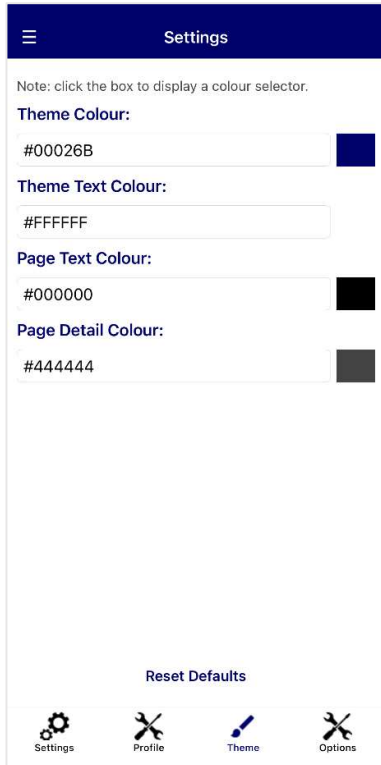 Settings
Note: click the box to display a colour selector.
Theme Colour:
#00026B
Theme Text Colour:
#FFFFFF
Page Text Colour:
#000000
Page Detail Colour:
#444444
Reset Defaults
Settings Profile Theme Options